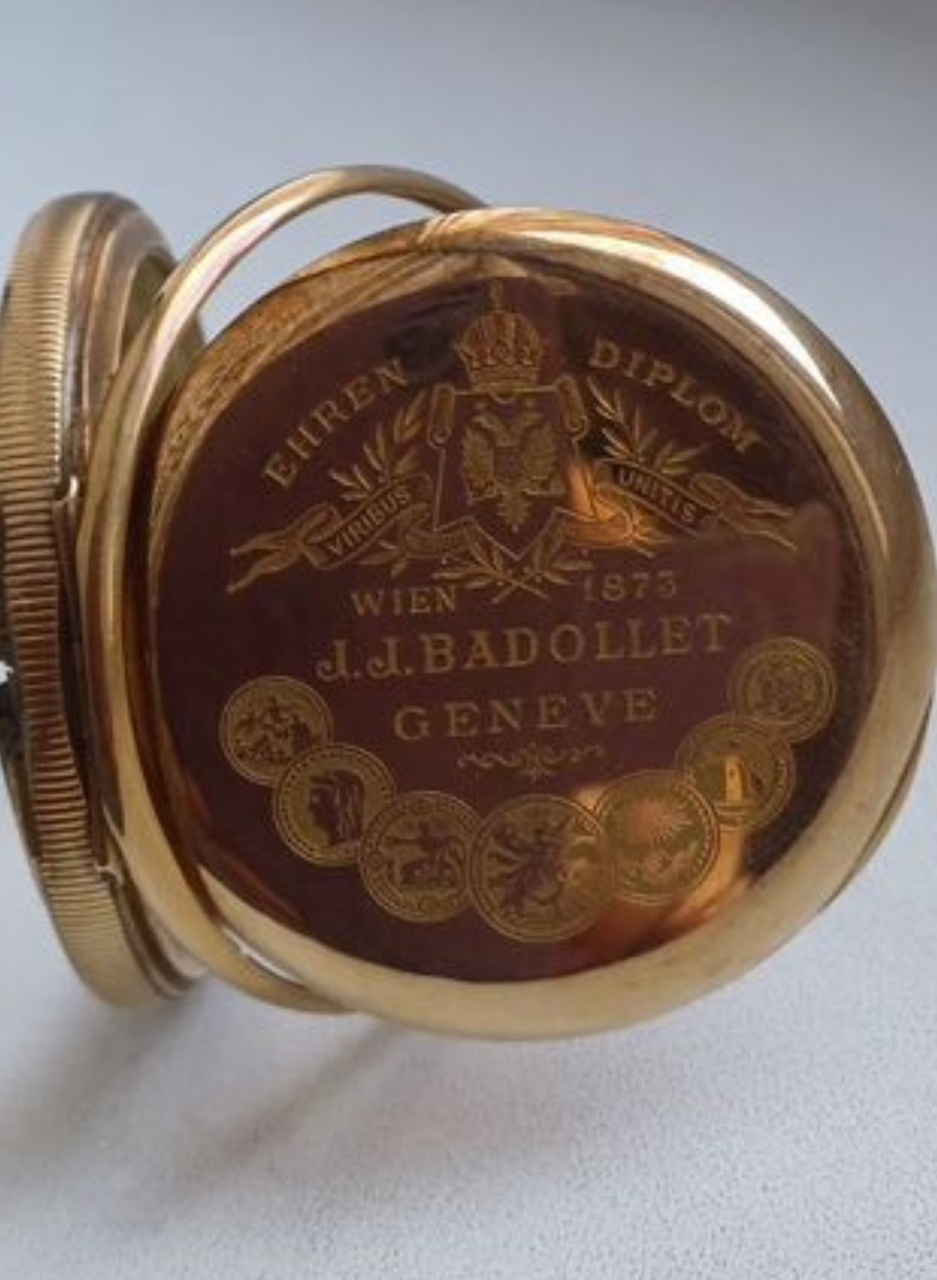 EHREN DIPLOM
VIRIBUS UNITIS
WIEN 1873
J.J.BADOLLET
GENEVE